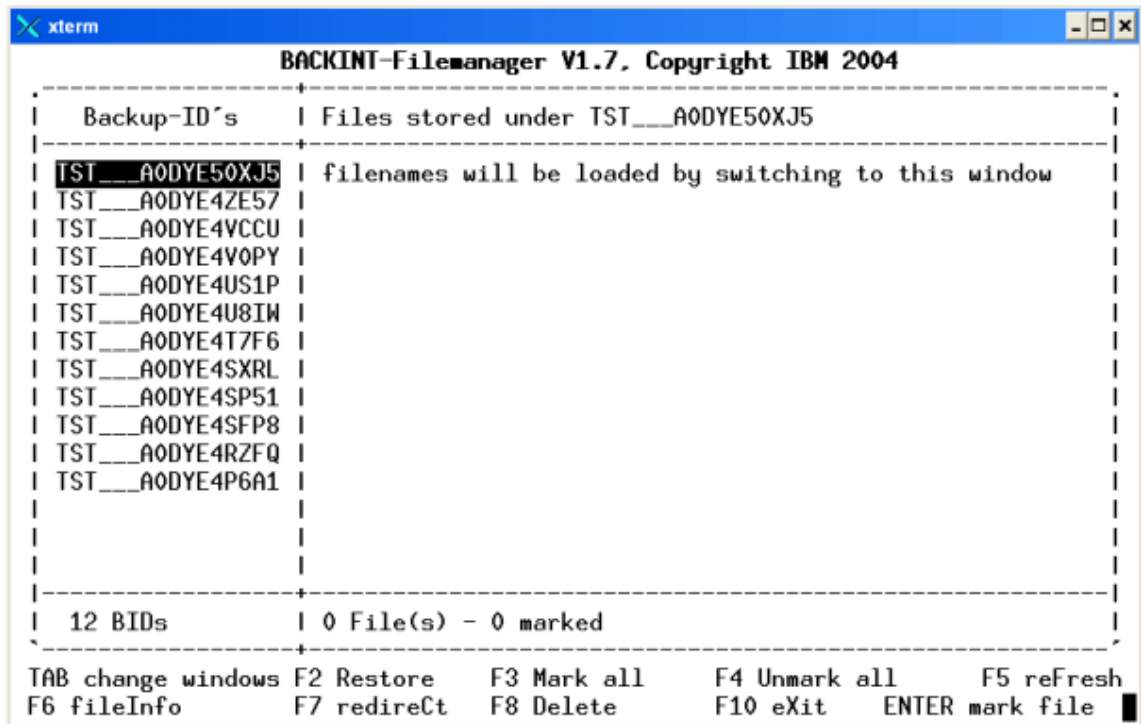 xterm
BACKINT-Filemanager V1.7, Copyright IBM 2004
Backup-ID´s | Files stored under TST___A0DYE50XJ5
TST___A0DYE50XJ5 | filenames will be loaded by switching to this window
TST___A0DYE4ZE57
TST___A0DYE4VCCU
TST___A0DYE4V0PY
TST___A0DYE4US1P
TST___A0DYE4U8IW
TST___A0DYE4T7F6
TST___A0DYE4SXRL
TST___A0DYE4SP51
TST___A0DYE4SFP8
TST___A0DYE4RZFQ
TST___A0DYE4P6A1
12 BIDs | 0 File(s) - 0 marked
TAB change windows F2 Restore F3 Mark all F4 Unmark all F5 reFresh
F6 fileInfo F7 redireCt F8 Delete F10 eXit ENTER mark file